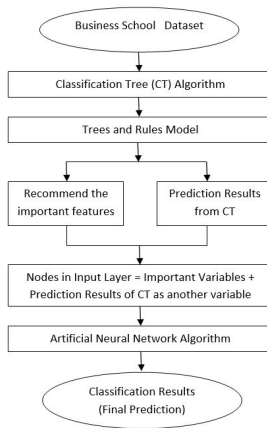 Business School Dataset
Classification Tree (CT) Algorithm
Trees and Rules Model
Recommend the
important features
Prediction Results
from CT
Nodes in Input Layer = Important Variables +
Prediction Results of CT as another variable
Artificial Neural Network Algorithm
Classification Results
(Final Prediction)